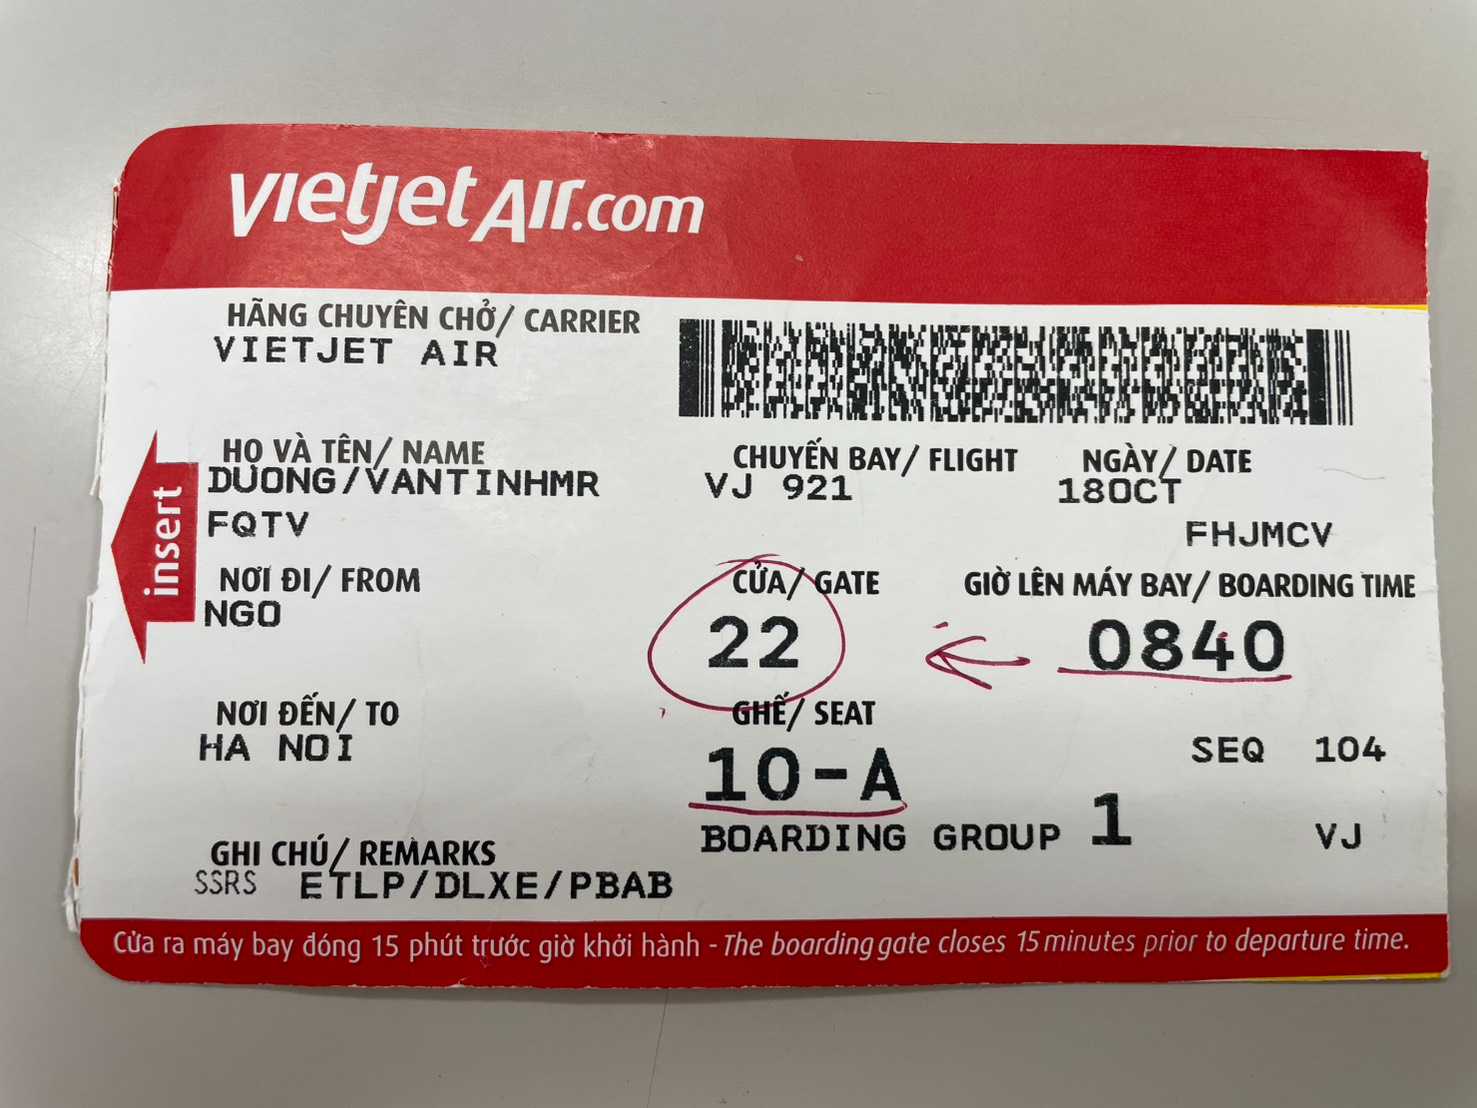 vietjetAir.com
HÃNG CHUYÊN CHỞ/ CARRIER
VIETJET AIR
HỌ VÀ TÊN/ NAME
DUONG/VANTINHMR
CHUYẾN BAY/ FLIGHT
VJ 921
NGÀY/ DATE
18OCT
FQTV
FHJMCV
insert
NƠI ĐI/ FROM
NGO
CỬA/ GATE
22
GIỜ LÊN MÁY BAY/ BOARDING TIME
0840
NƠI ĐẾN/ TO
HA NOI
GHẾ/ SEAT
10-A
SEQ 104
BOARDING GROUP 1
VJ
GHI CHÚ/ REMARKS
SSRS ETLP/DLXE/PBAB
Cửa ra máy bay đóng 15 phút trước giờ khởi hành - The boarding gate closes 15 minutes prior to departure time.